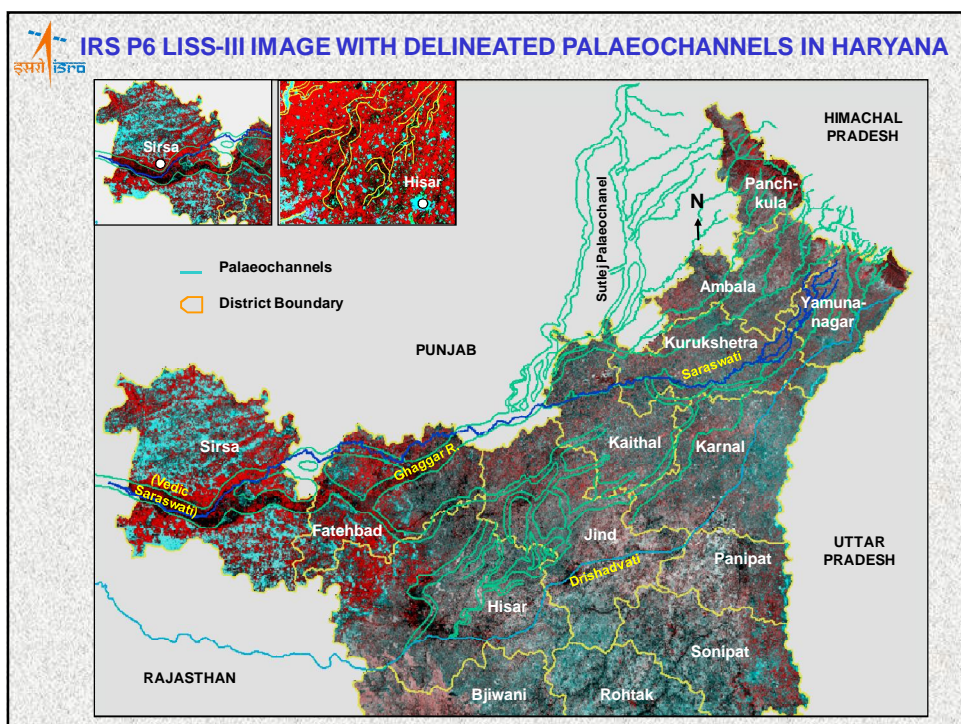 IRS P6 LISS-III IMAGE WITH DELINEATED PALAEOCHANNELS IN HARYANA
इसरो isro
Sirsa
Hisar
HIMACHAL
PRADESH
Panch-
kula
N
Sutlej Palaeochanel
Palaeochannels
District Boundary
Ambala
Yamuna-
nagar
PUNJAB
Kurukshetra
Saraswati
Sirsa
Ghaggar R.
Kaithal
Karnal
(Vedic
Saraswati)
Fatehbad
Jind
UTTAR
PRADESH
Panipat
Drishadvati
Hisar
Sonipat
RAJASTHAN
Bjiwani
Rohtak